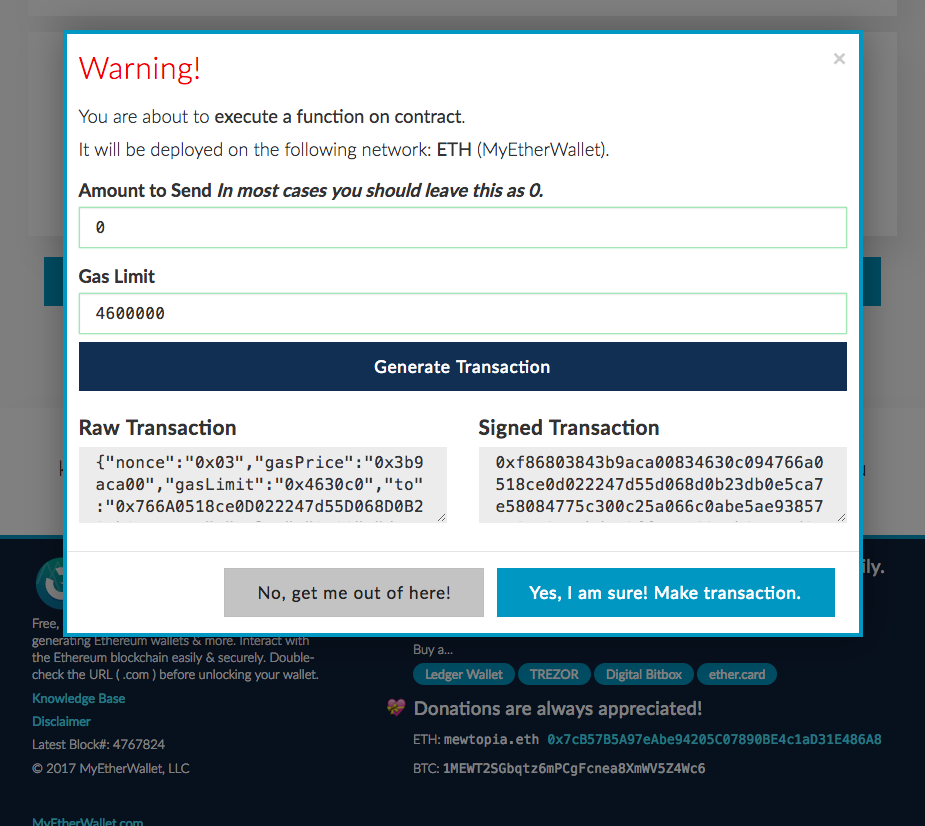 Warning!
×
You are about to execute a function on contract.
It will be deployed on the following network: ETH (MyEtherWallet).
Amount to Send In most cases you should leave this as 0.
0
Gas Limit
4600000
Generate Transaction
Raw Transaction
{"nonce":"0x03","gasPrice":"0x3b9
aca00","gasLimit":"0x4630c0","to"
:"0x766A0518ce0D022247d55D068D0B2
Signed Transaction
0xf86803843b9aca00834630c094766a0
518ce0d022247d55d068d0b23db0e5ca7
e58084775c300c25a066c0abe5ae93857
No, get me out of here!
Yes, I am sure! Make transaction.
ily.
Free,
generating Ethereum wallets & more. Interact with
the Ethereum blockchain easily & securely. Double-
check the URL ( .com ) before unlocking your wallet.
Knowledge Base
Disclaimer
Latest Block#: 4767824
© 2017 MyEtherWallet, LLC
MyEtherWallet.com
Buy a...
Ledger Wallet
TREZOR
Digital Bitbox
ether.card
Donations are always appreciated!
ETH: mewtopia.eth 0x7cB57B5A97eAbe94205C07890BE4c1aD31E486A8
BTC: 1MEWT2SGbqtz6mPCgFcnea8XmWV5Z4Wc6